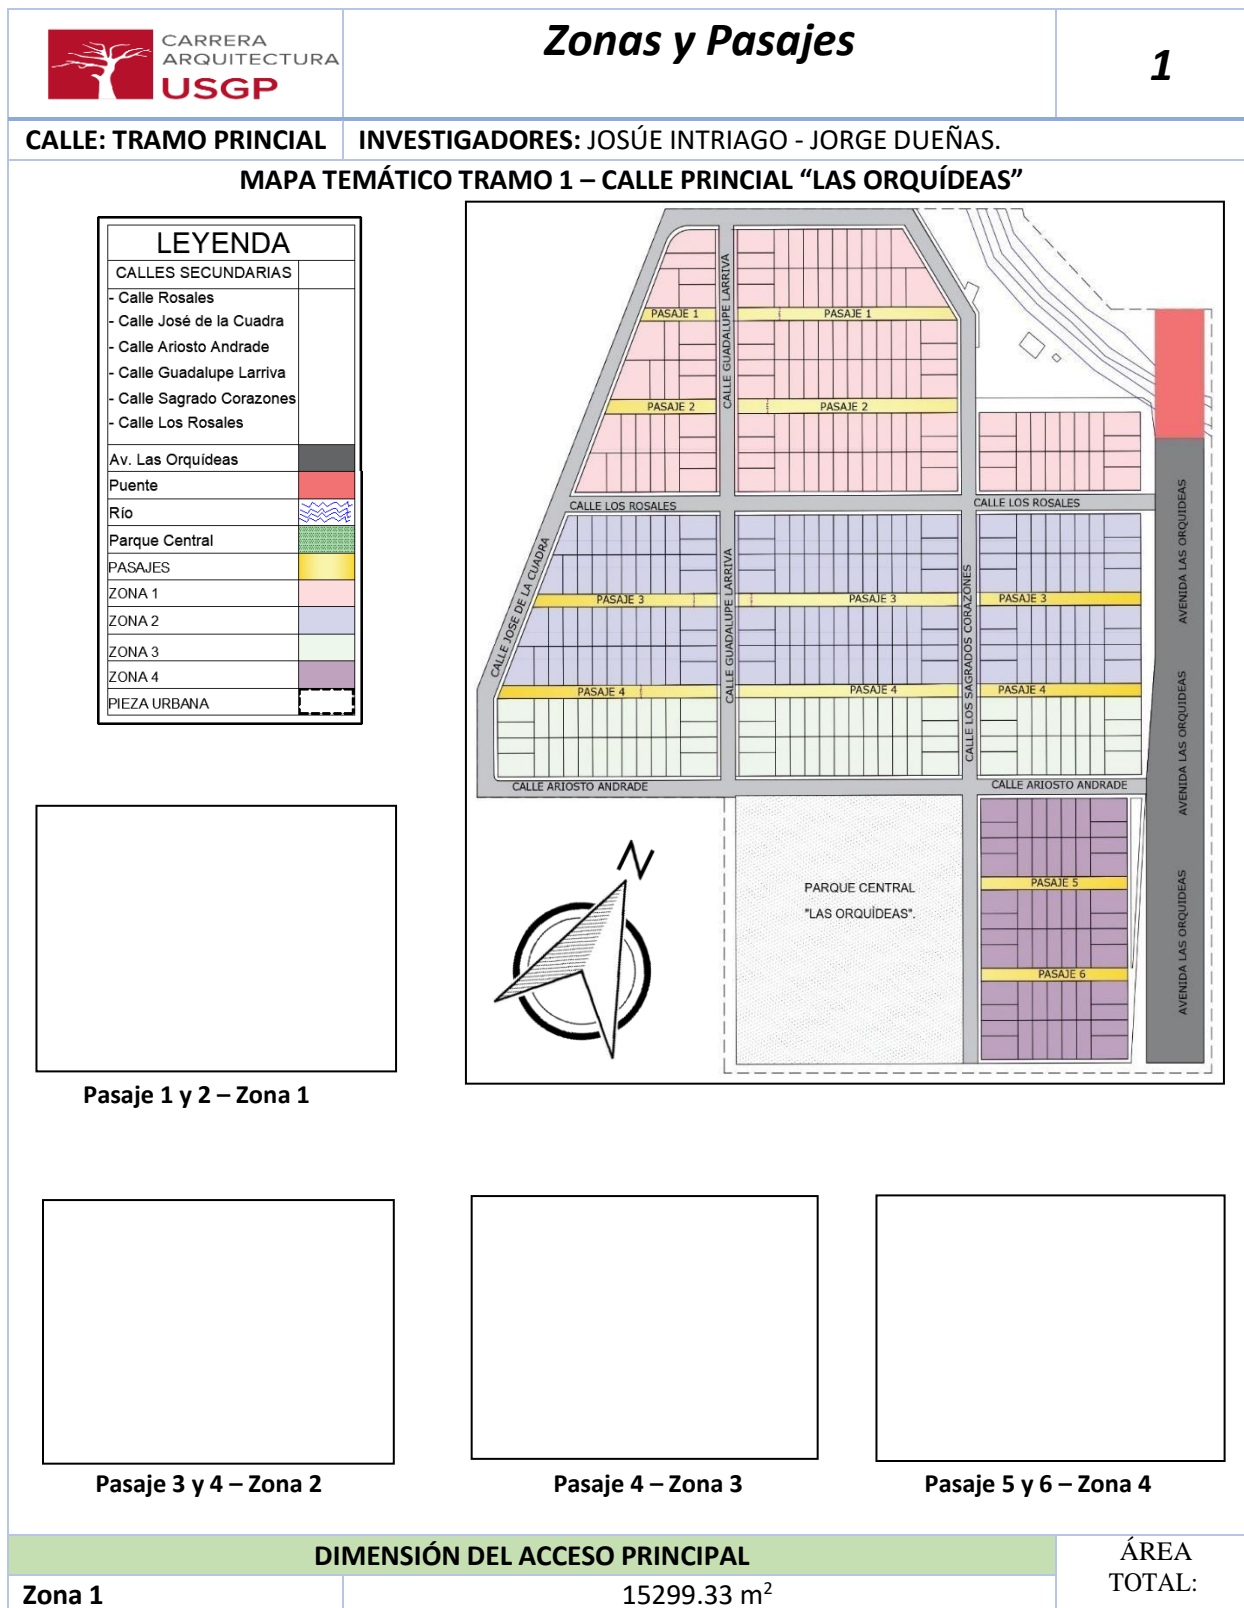 CARRERA
ARQUITECTURA
USGP
Zonas y Pasajes
1
CALLE: TRAMO PRINCIAL
INVESTIGADORES: JOSÚE INTRIAGO - JORGE DUEÑAS.
MAPA TEMÁTICO TRAMO 1 – CALLE PRINCIAL “LAS ORQUÍDEAS”
LEYENDA
CALLES SECUNDARIAS
- Calle Rosales
- Calle José de la Cuadra
- Calle Ariosto Andrade
- Calle Guadalupe Larriva
- Calle Sagrado Corazones
- Calle Los Rosales
Av. Las Orquídeas
Puente
Río
Parque Central
PASAJES
ZONA 1
ZONA 2
ZONA 3
ZONA 4
PIEZA URBANA
PASAJE 1
PASAJE 1
CALLE GUADALUPE LARRIVA
PASAJE 2
PASAJE 2
CALLE LOS ROSALES
CALLE LOS ROSALES
AVENIDA LAS ORQUIDEAS
CALLE JOSE DE LA CUADRA
CALLE GUADALUPE LARRIVA
CALLE LOS SAGRADOS CORAZONES
PASAJE 3
PASAJE 3
PASAJE 3
PASAJE 4
PASAJE 4
PASAJE 4
AVENIDA LAS ORQUIDEAS
CALLE ARIOSTO ANDRADE
CALLE ARIOSTO ANDRADE
N
PARQUE CENTRAL
"LAS ORQUÍDEAS".
PASAJE 5
PASAJE 6
AVENIDA LAS ORQUIDEAS
Pasaje 1 y 2 – Zona 1
Pasaje 3 y 4 – Zona 2
Pasaje 4 – Zona 3
Pasaje 5 y 6 – Zona 4
DIMENSIÓN DEL ACCESO PRINCIPAL
ÁREA
TOTAL:
Zona 1
15299.33 m²